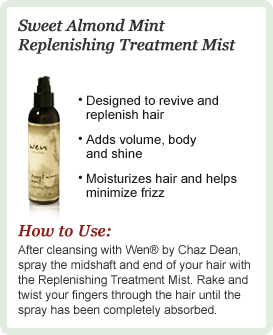 Sweet Almond Mint
Replenishing Treatment Mist
wen
• Designed to revive and
replenish hair
• Adds volume, body
and shine
• Moisturizes hair and helps
minimize frizz
How to Use:
After cleansing with Wen® by Chaz Dean,
spray the midshaft and end of your hair with
the Replenishing Treatment Mist. Rake and
twist your fingers through the hair until the
spray has been completely absorbed.